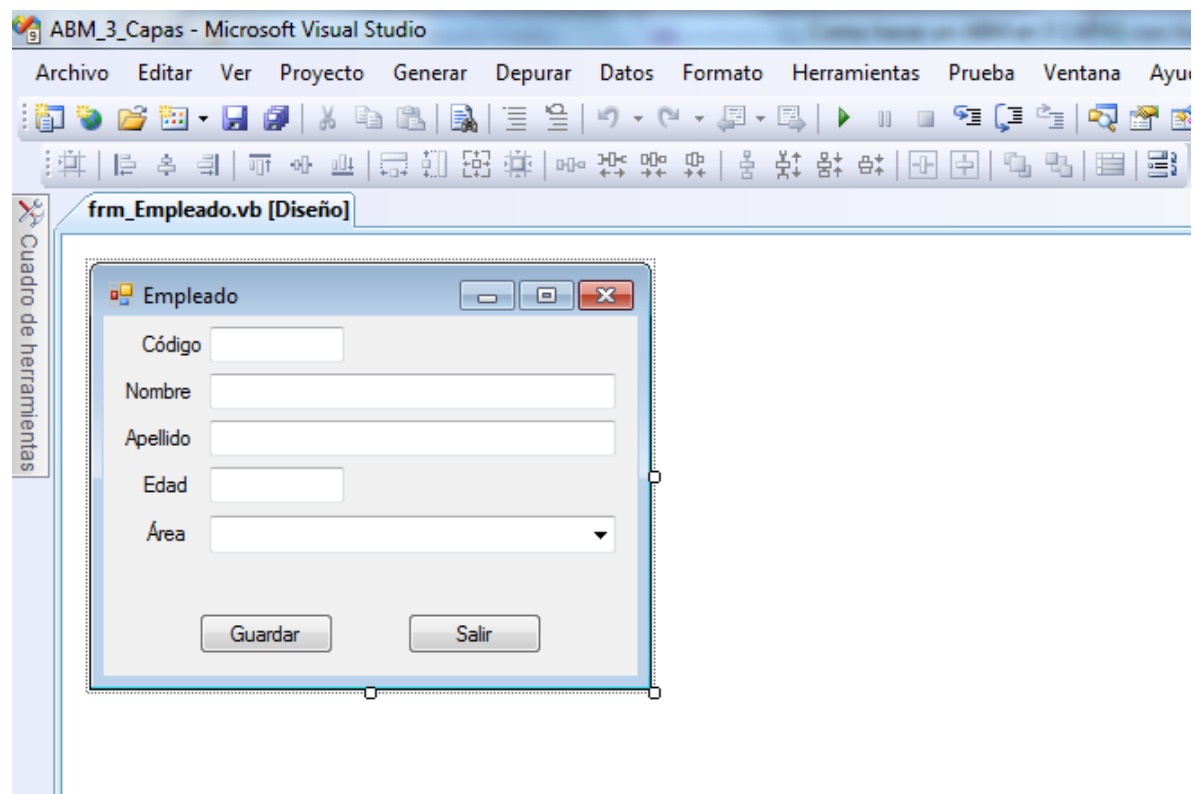 ABM_3_Capas - Microsoft Visual Studio
Archivo Editar Ver Proyecto Generar Depurar Datos Formato Herramientas Prueba Ventana
frm_Empleado.vb [Diseño]
Cuadro de herramientas
Empleado
Código
Nombre
Apellido
Edad
Área
Guardar Salir